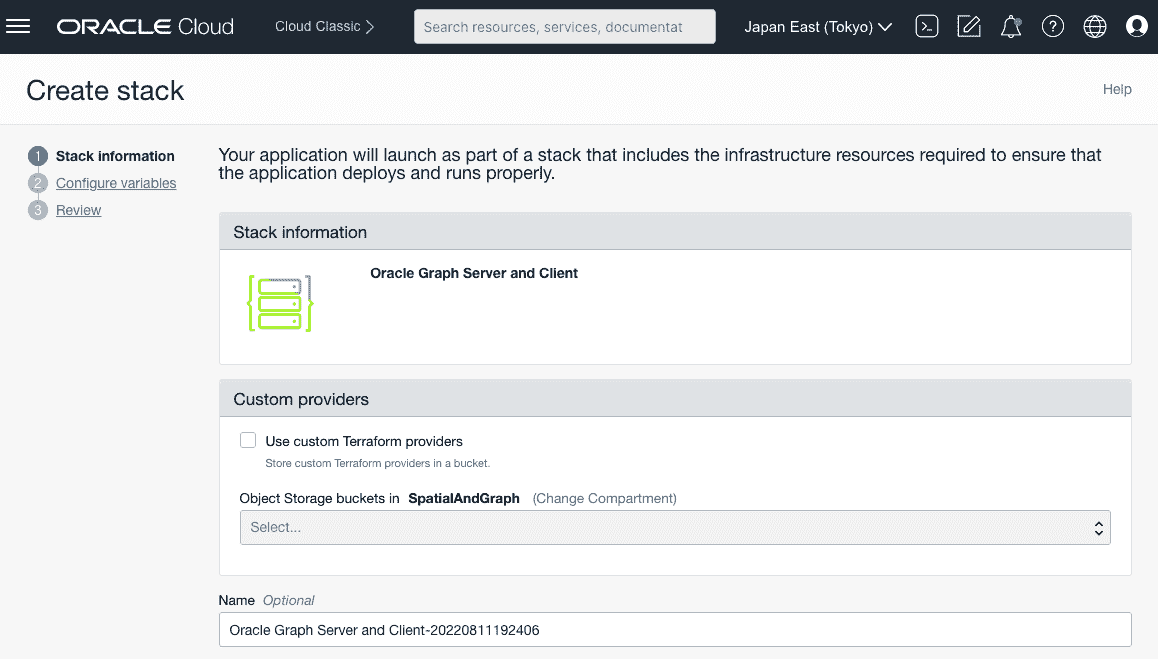 ORACLE Cloud
Cloud Classic
Search resources, services, documentat
Japan East (Tokyo)
Create stack
Help
1 Stack information
2 Configure variables
3 Review
Your application will launch as part of a stack that includes the infrastructure resources required to ensure that
the application deploys and runs properly.
Stack information
Oracle Graph Server and Client
Custom providers
Use custom Terraform providers
Store custom Terraform providers in a bucket.
Object Storage buckets in SpatialAndGraph (Change Compartment)
Select...
Name Optional
Oracle Graph Server and Client-20220811192406